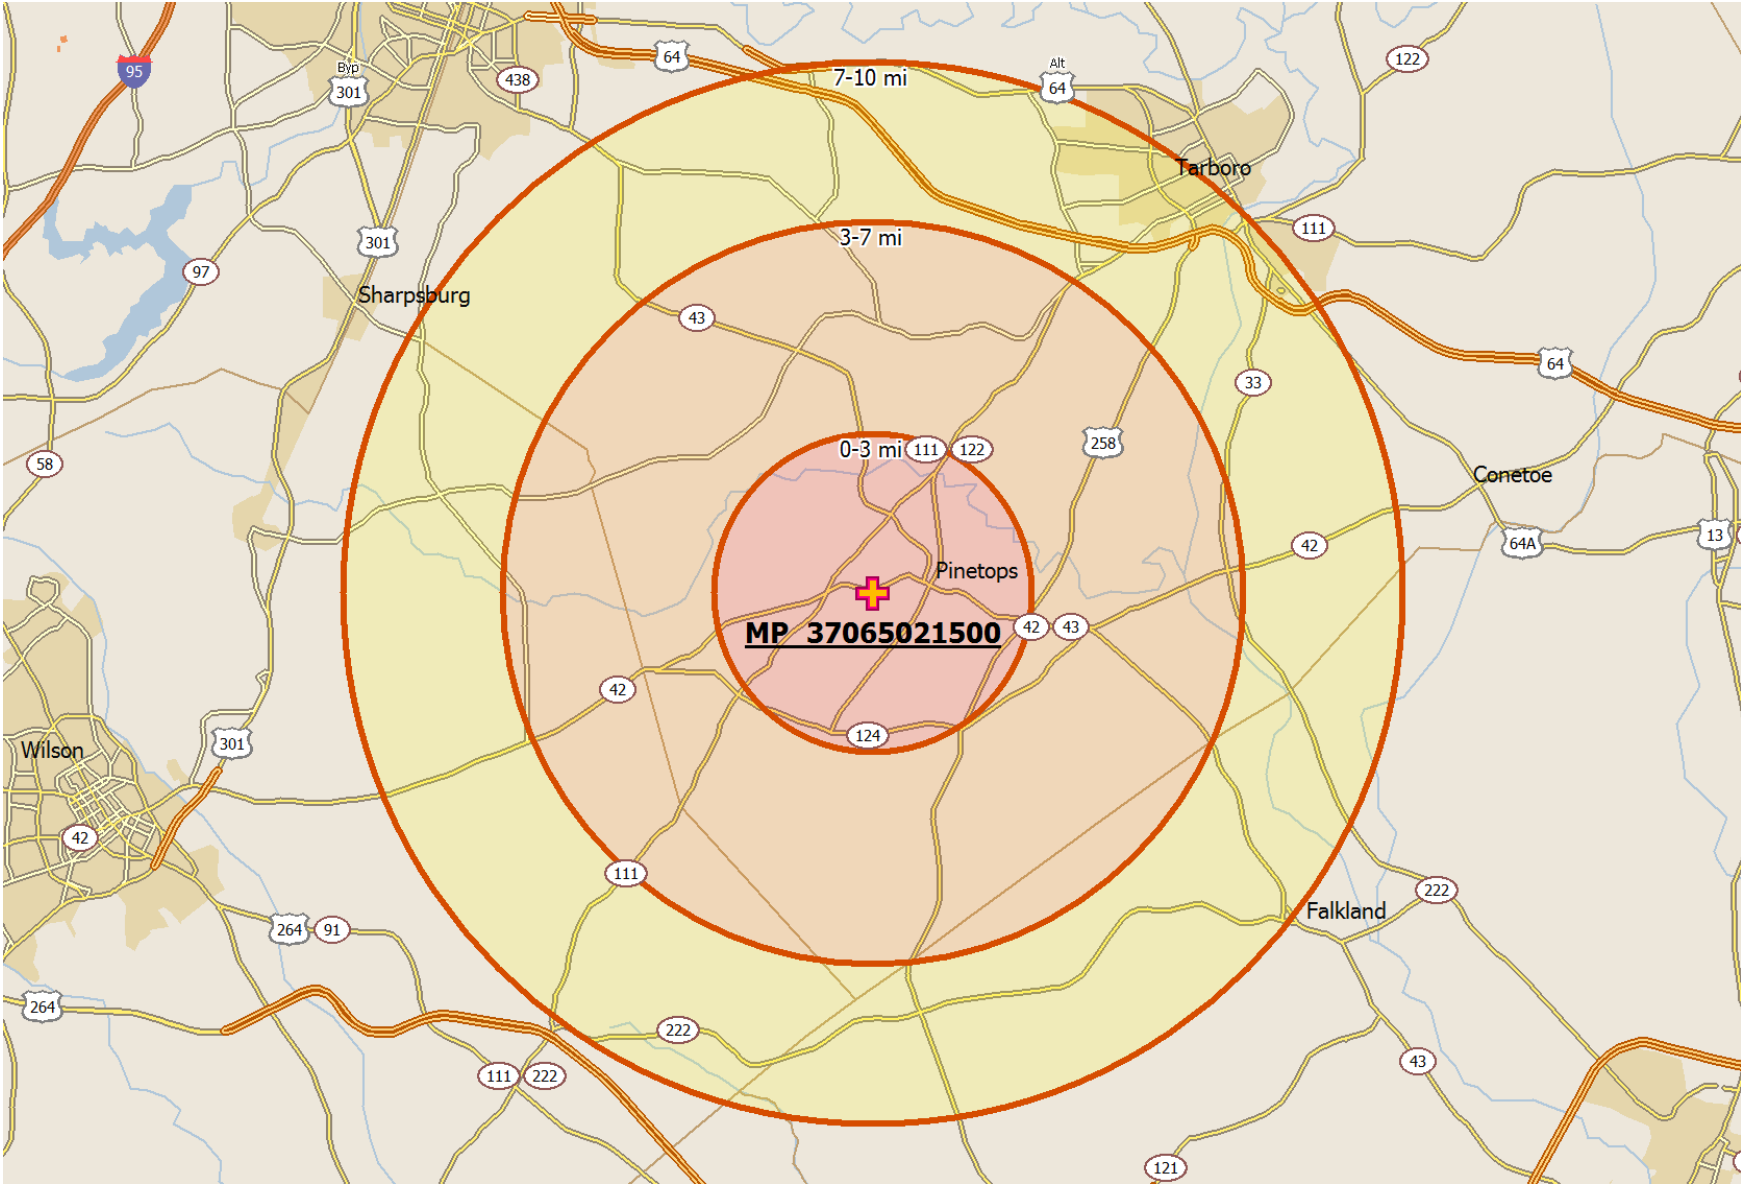 95
Byp
301
438
64
7-10 mi
Alt
64
122
Tarboro
111
301
3-7 mi
97
Sharpsburg
43
64
33
258
0-3 mi
111
122
58
Conetoe
42
64A
13
Pinetops
MP 37065021500
42
43
42
124
301
Wilson
42
111
222
Falkland
264
91
264
222
111
222
43
121